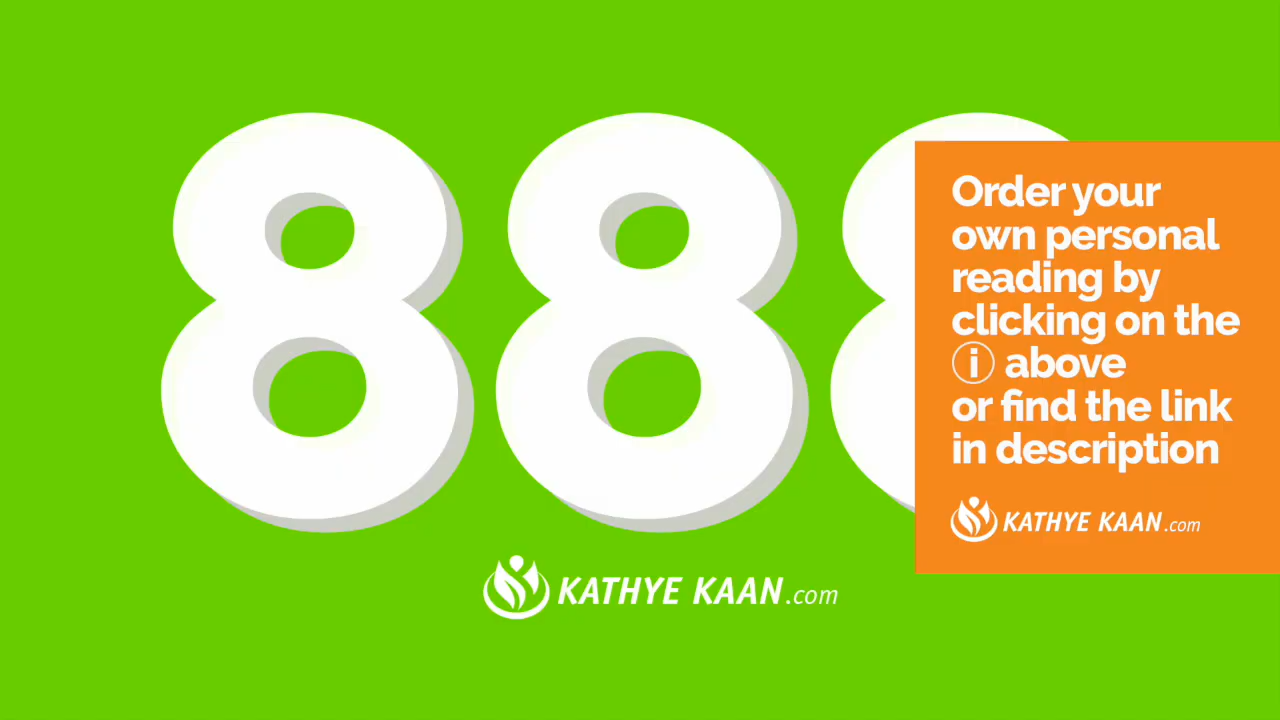 888
Order your
own personal
reading by
clicking on the
i above
or find the link
in description
KATHYE KAAN.com
KATHYE KAAN.com